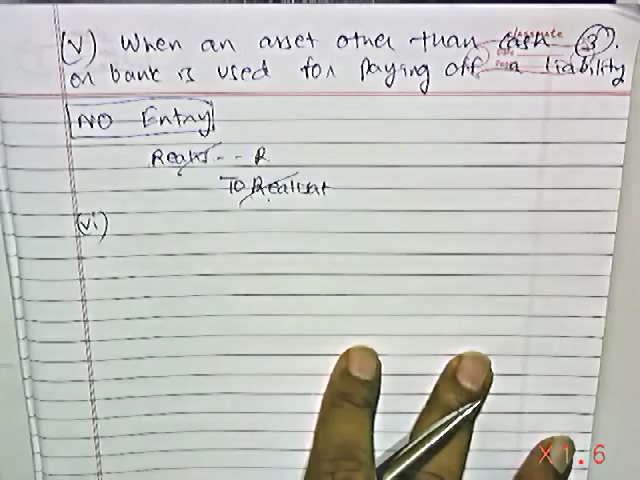 (v) When an asset other than cash (3).
or bank is used for paying off a liability
NO Entry
Realis -- R
To Realisat
(vi)
X1.6